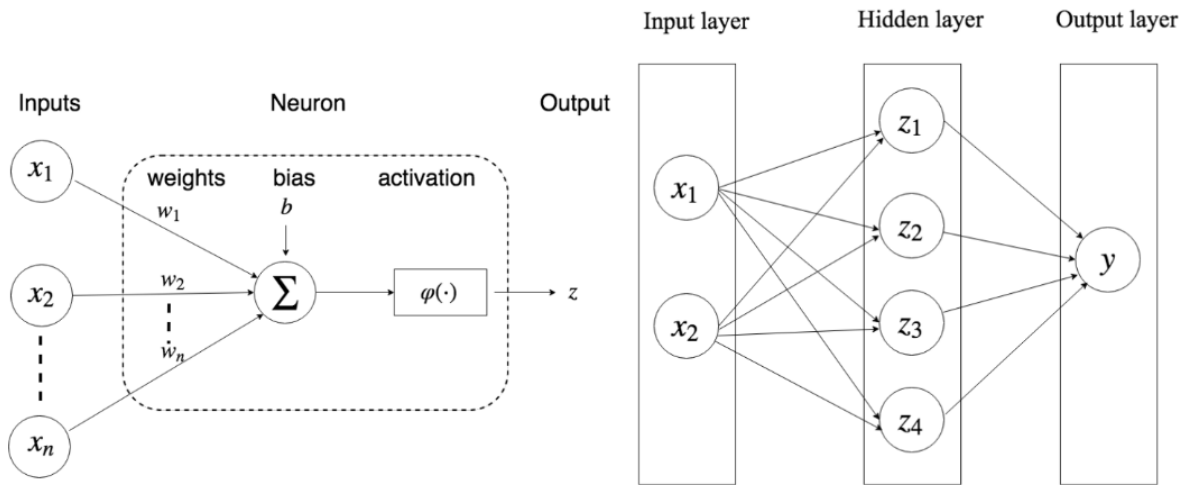 Inputs Neuron Output
x₁
weights bias activation
w₁ b
x₂ w₂ Σ φ(·) z
wₙ
xₙ
Input layer Hidden layer Output layer
z₁
x₁
z₂
y
x₂ z₃
z₄